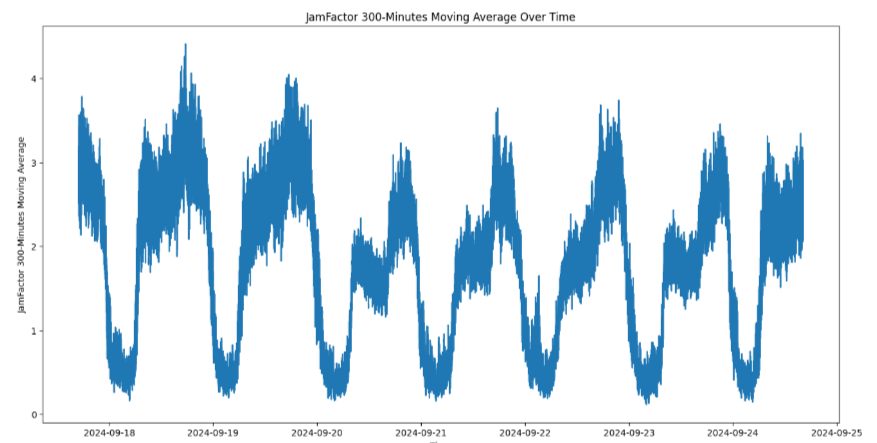 JamFactor 300-Minutes Moving Average Over Time
JamFactor 300-Minutes Moving Average
4
3
2
1
0
2024-09-18 2024-09-19 2024-09-20 2024-09-21 2024-09-22 2024-09-23 2024-09-24 2024-09-25